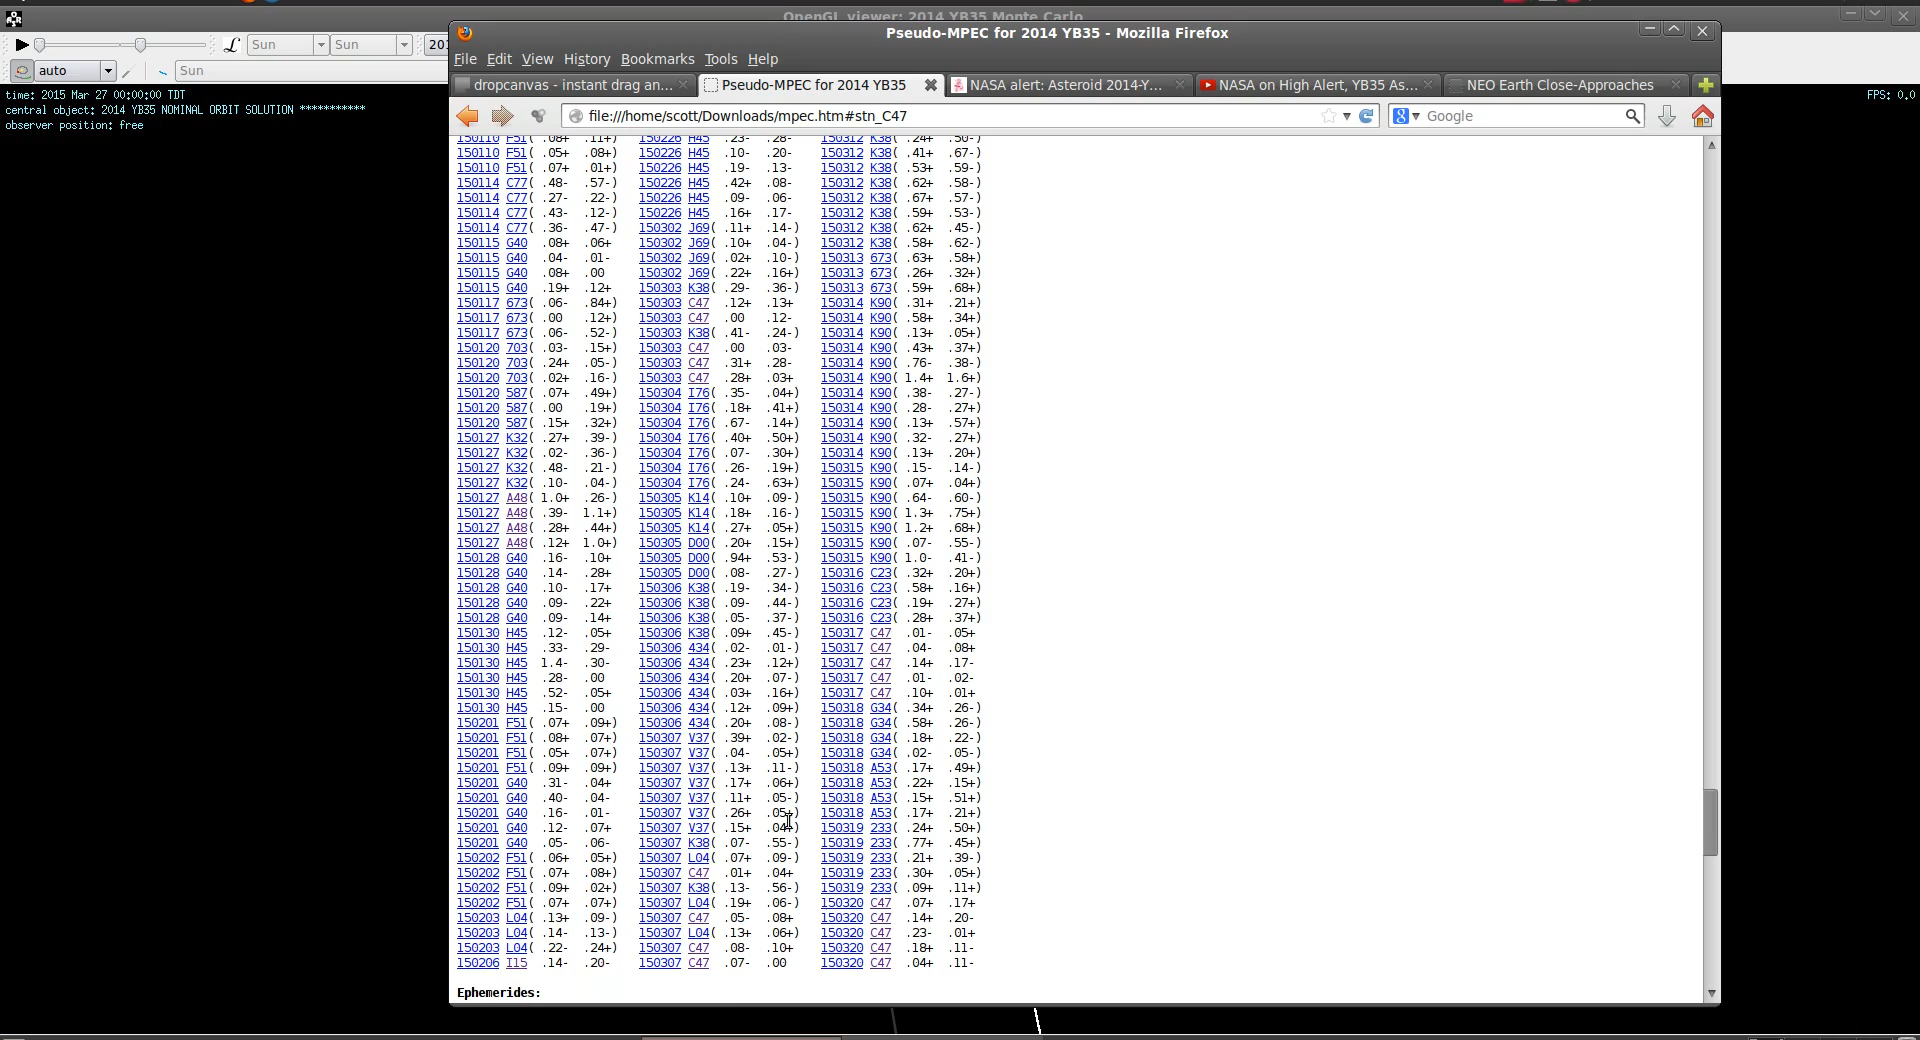 OpenGL viewer: 2014 YB35 Monte Carlo
Sun Sun 201
auto Sun
time: 2015 Mar 27 00:00:00 TDT
central object: 2014 YB35 NOMINAL ORBIT SOLUTION ***********
observer position: free
FPS: 0.0
Pseudo-MPEC for 2014 YB35 - Mozilla Firefox
File Edit View History Bookmarks Tools Help
dropcanvas - instant drag an... Pseudo-MPEC for 2014 YB35 NASA alert: Asteroid 2014-Y... NASA on High Alert, YB35 As... NEO Earth Close-Approaches
file:///home/scott/Downloads/mpec.htm#stn_C47 Google
150110 F51( .08+ .11+) 150226 H45 .23- .28- 150312 K38( .24+ .50-)
150110 F51( .05+ .08+) 150226 H45 .10- .20- 150312 K38( .41+ .67-)
150110 F51( .07+ .01+) 150226 H45 .19- .13- 150312 K38( .53+ .59-)
150114 C77( .48- .57-) 150226 H45 .42+ .08- 150312 K38( .62+ .58-)
150114 C77( .27- .22-) 150226 H45 .09- .06- 150312 K38( .67+ .57-)
150114 C77( .43- .12-) 150226 H45 .16+ .17- 150312 K38( .59+ .53-)
150114 C77( .36- .47-) 150302 J69( .11+ .14-) 150312 K38( .62+ .45-)
150115 G40 .08+ .06+ 150302 J69( .10+ .04-) 150312 K38( .58+ .62-)
150115 G40 .04- .01- 150302 J69( .02+ .10-) 150313 673( .63+ .58+)
150115 G40 .08+ .00 150302 J69( .22+ .16+) 150313 673( .26+ .32+)
150115 G40 .19+ .12+ 150303 K38( .29- .36-) 150313 673( .59+ .68+)
150117 673( .06- .84+) 150303 C47 .12+ .13+ 150314 K90( .31+ .21+)
150117 673( .00 .12+) 150303 C47 .00 .12- 150314 K90( .58+ .34+)
150117 673( .06- .52-) 150303 K38( .41- .24-) 150314 K90( .13+ .05+)
150120 703( .03- .15+) 150303 C47 .00 .03- 150314 K90( .43+ .37+)
150120 703( .24+ .05-) 150303 C47 .31+ .28- 150314 K90( .76- .38-)
150120 703( .02+ .16-) 150303 C47 .28+ .03+ 150314 K90( 1.4+ 1.6+)
150120 587( .07+ .49+) 150304 I76( .35- .04+) 150314 K90( .38- .27-)
150120 587( .00 .19+) 150304 I76( .18+ .41+) 150314 K90( .28- .27+)
150120 587( .15+ .32+) 150304 I76( .67- .14+) 150314 K90( .13+ .57+)
150127 K32( .27+ .39-) 150304 I76( .40+ .50+) 150314 K90( .32- .27+)
150127 K32( .02- .36-) 150304 I76( .07- .30+) 150314 K90( .13+ .20+)
150127 K32( .48- .21-) 150304 I76( .26- .19+) 150315 K90( .15- .14-)
150127 K32( .10- .04-) 150304 I76( .24- .63+) 150315 K90( .07+ .04+)
150127 A48( 1.0+ .26-) 150305 K14( .10+ .09-) 150315 K90( .64- .60-)
150127 A48( .39- 1.1+) 150305 K14( .18+ .16-) 150315 K90( 1.3+ .75+)
150127 A48( .28+ .44+) 150305 K14( .27+ .05+) 150315 K90( 1.2+ .68+)
150127 A48( .12+ 1.0+) 150305 D00( .20+ .15+) 150315 K90( .07- .55-)
150128 G40 .16- .10+ 150305 D00( .94+ .53-) 150315 K90( 1.0- .41-)
150128 G40 .14- .28+ 150305 D00( .08- .27-) 150316 C23( .32+ .20+)
150128 G40 .10- .17+ 150306 K38( .19- .34-) 150316 C23( .58+ .16+)
150128 G40 .09- .22+ 150306 K38( .09- .44-) 150316 C23( .19+ .27+)
150128 G40 .09- .14+ 150306 K38( .05- .37-) 150316 C23( .28+ .37+)
150130 H45 .12- .05+ 150306 K38( .09+ .45-) 150317 C47 .01- .05+
150130 H45 .33- .29- 150306 434( .02- .01-) 150317 C47 .04- .08+
150130 H45 1.4- .30- 150306 434( .23+ .12+) 150317 C47 .14+ .17-
150130 H45 .28- .00 150306 434( .20+ .07-) 150317 C47 .01- .02-
150130 H45 .52- .05+ 150306 434( .03+ .16+) 150317 C47 .10+ .01+
150130 H45 .15- .00 150306 434( .12+ .09+) 150318 G34( .34+ .26-)
150201 F51( .07+ .09+) 150306 434( .20+ .08-) 150318 G34( .58+ .26-)
150201 F51( .08+ .07+) 150307 V37( .39+ .02-) 150318 G34( .18+ .22-)
150201 F51( .05+ .07+) 150307 V37( .04- .05+) 150318 G34( .02- .05-)
150201 F51( .09+ .09+) 150307 V37( .13+ .11-) 150318 A53( .17+ .49+)
150201 G40 .31- .04+ 150307 V37( .17+ .06+) 150318 A53( .22+ .15+)
150201 G40 .40- .04- 150307 V37( .11+ .05-) 150318 A53( .15+ .51+)
150201 G40 .16- .01- 150307 V37( .26+ .05+) 150318 A53( .17+ .21+)
150201 G40 .12- .07+ 150307 V37( .15+ .04+) 150319 233( .24+ .50+)
150201 G40 .05- .06- 150307 K38( .07- .55-) 150319 233( .77+ .45+)
150202 F51( .06+ .05+) 150307 L04( .07+ .09-) 150319 233( .21+ .39-)
150202 F51( .07+ .08+) 150307 C47 .01+ .04+ 150319 233( .30+ .05+)
150202 F51( .09+ .02+) 150307 K38( .13- .56-) 150319 233( .09+ .11+)
150202 F51( .07+ .07+) 150307 L04( .19+ .06-) 150320 C47 .07+ .17+
150203 L04( .13+ .09-) 150307 C47 .05- .08+ 150320 C47 .14+ .20-
150203 L04( .14- .13-) 150307 L04( .13+ .06+) 150320 C47 .23- .01+
150203 L04( .22- .24+) 150307 C47 .08- .10+ 150320 C47 .18+ .11-
150206 I15 .14- .20- 150307 C47 .07- .00 150320 C47 .04+ .11-
Ephemerides: